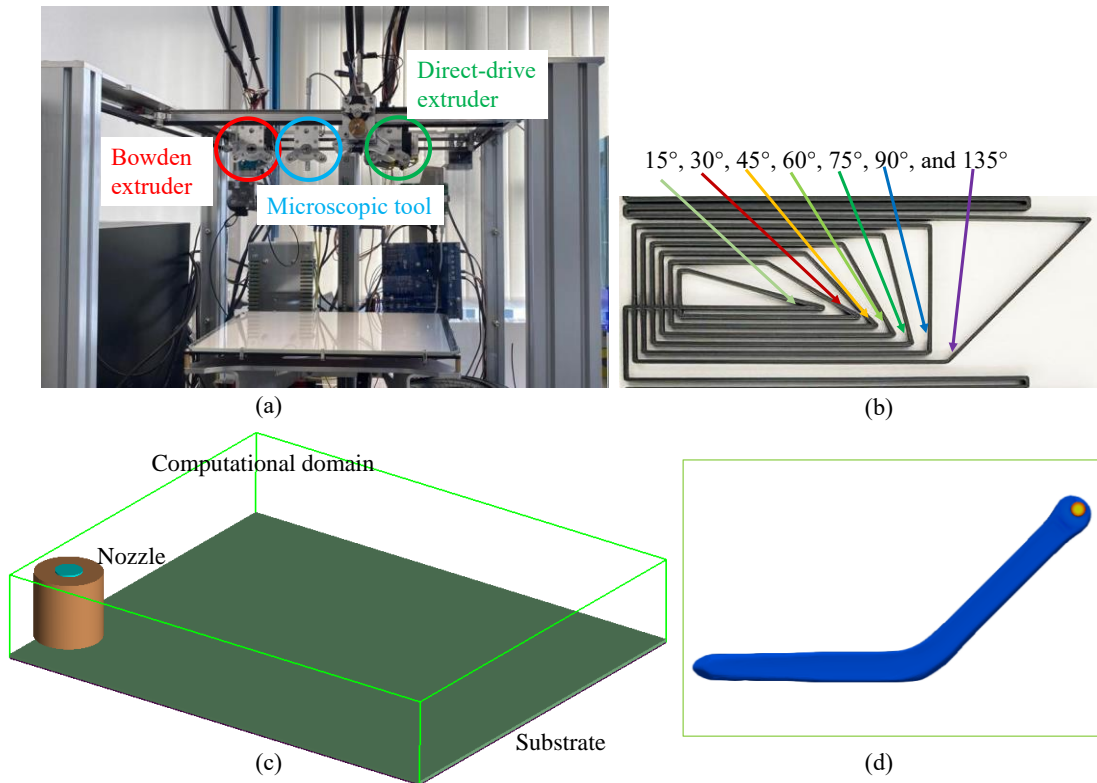 Direct-drive
extruder
Bowden
extruder
Microscopic tool
15°, 30°, 45°, 60°, 75°, 90°, and 135°
(a)
(b)
Computational domain
Nozzle
Substrate
(c)
(d)